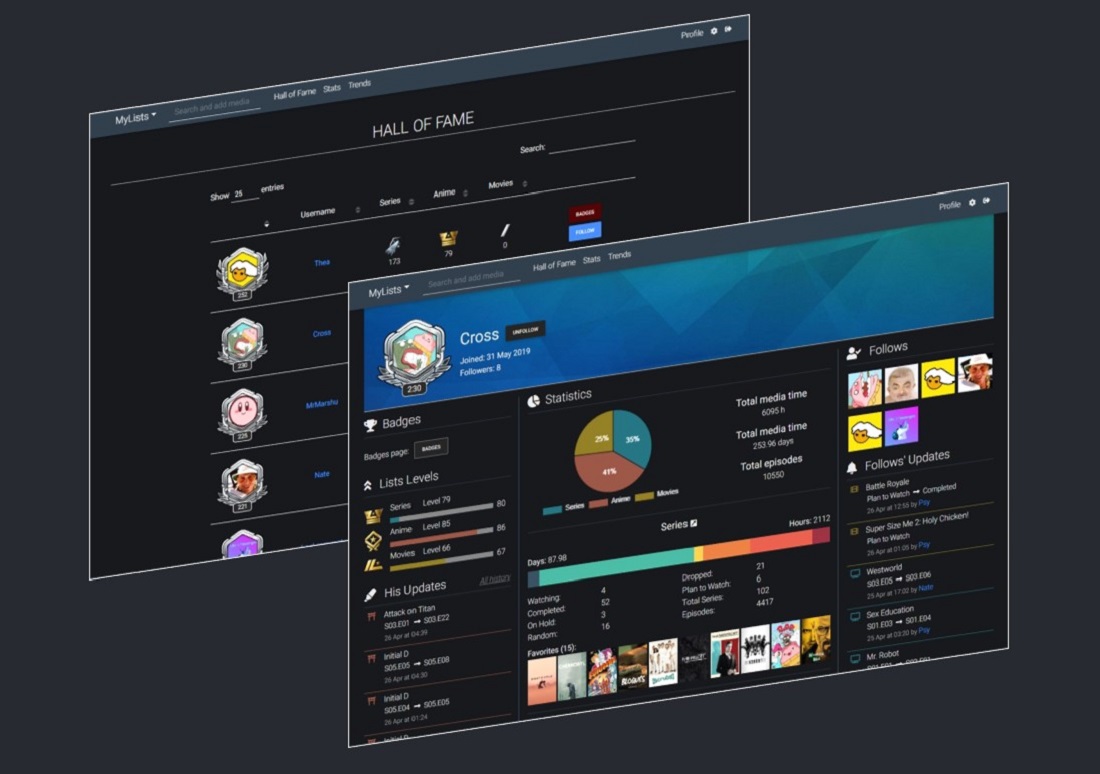 Profile
MyLists
Search and add media
Hall of Fame Stats Trends
HALL OF FAME
Search:
Show 25 entries
Username Series Anime Movies
252
Thea
173
79
0
BADGES
FOLLOW
230
Cross
225
MrMarshu
221
Nate
Profile
MyLists
Search and add media
Hall of Fame Stats Trends
230
Cross
UNFOLLOW
Joined: 31 May 2019
Followers: 8
Badges
Badges page: BADGES
Lists Levels
Series Level 79 80
Anime Level 85 86
Movies Level 66 67
His Updates
All history
Attack on Titan
S03.E01 → S03.E22
26 Apr at 04:39
Initial D
S05.E05 → S05.E08
26 Apr at 04:30
Initial D
S05.E04 → S05.E05
26 Apr at 01:24
Initial D
Statistics
25%
35%
41%
Series Anime Movies
Total media time
6095 h
Total media time
253.96 days
Total episodes
10550
Series
Days: 87.98
Hours: 2112
Watching: 4
Completed: 52
On Hold: 3
Random: 16
Dropped: 21
Plan to Watch: 6
Total Series: 102
Episodes: 4417
Favorites (15):
Follows
Follows' Updates
Battle Royale
Plan to Watch → Completed
26 Apr at 12:55 by Psy
Super Size Me 2: Holy Chicken!
Plan to Watch
26 Apr at 01:05 by Psy
Westworld
S03.E05 → S03.E06
25 Apr at 17:02 by Nate
Sex Education
S01.E03 → S01.E04
25 Apr at 03:30 by Psy
Mr. Robot